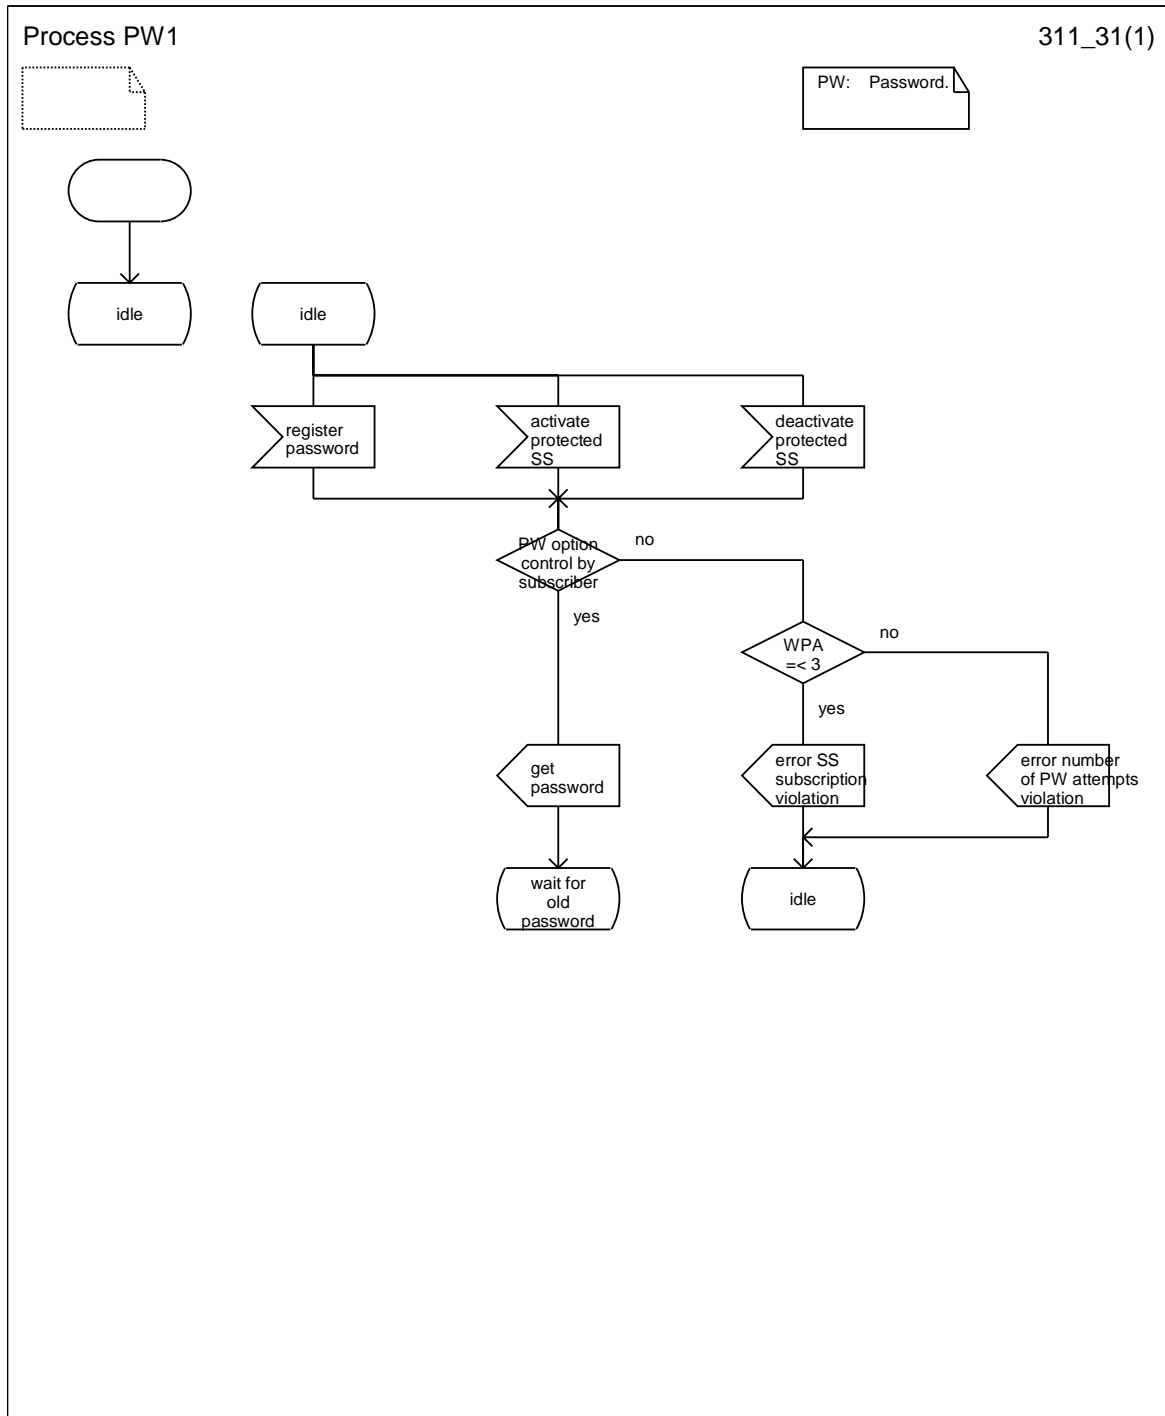 Process PW1
311_31(1)
PW: Password.
idle
idle
register
password
activate
protected
SS
deactivate
protected
SS
PW option
control by
subscriber
no
yes
WPA
=< 3
no
yes
get
password
error SS
subscription
violation
error number
of PW attempts
violation
wait for
old
password
idle